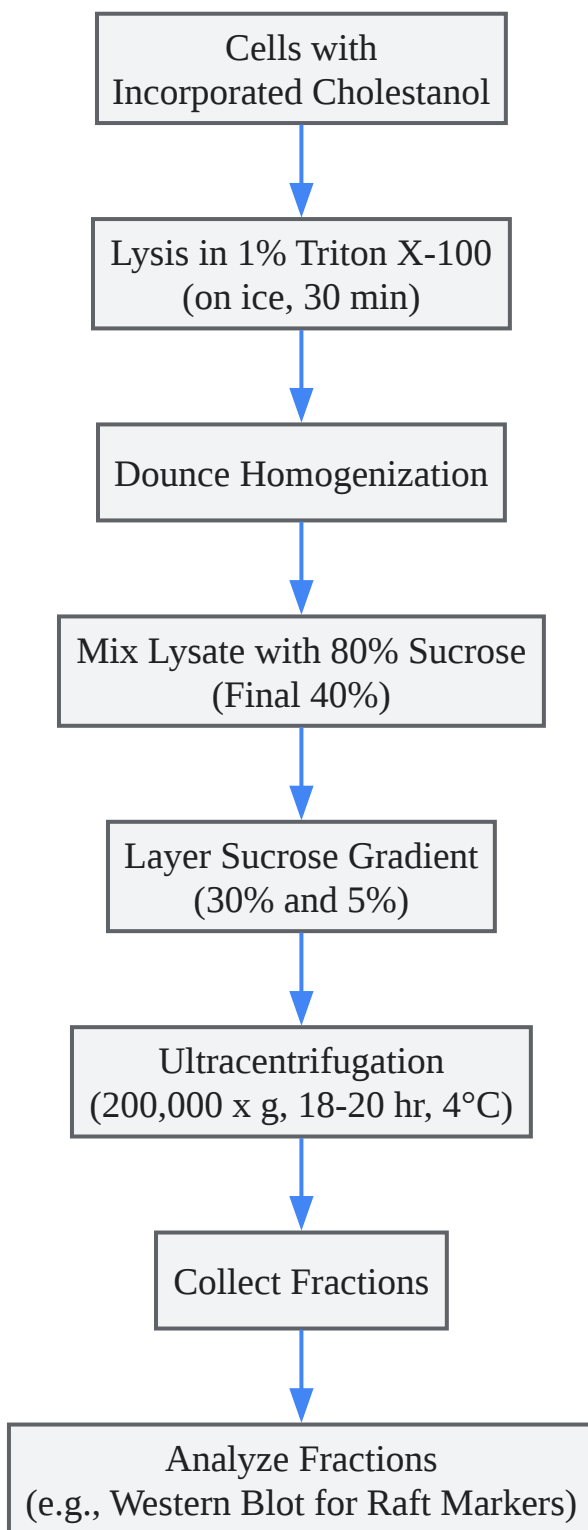 Cells with
Incorporated Cholestanol
Lysis in 1% Triton X-100
(on ice, 30 min)
Dounce Homogenization
Mix Lysate with 80% Sucrose
(Final 40%)
Layer Sucrose Gradient
(30% and 5%)
Ultracentrifugation
(200,000 x g, 18-20 hr, 4°C)
Collect Fractions
Analyze Fractions
(e.g., Western Blot for Raft Markers)